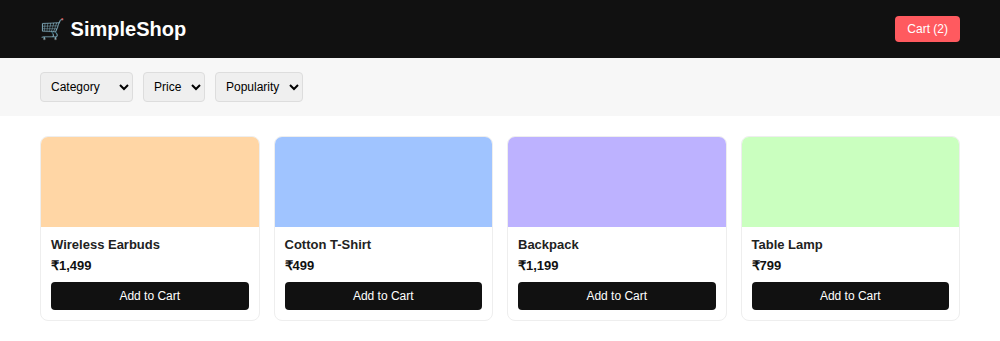 🛒 SimpleShop
Cart (2)
Category Price Popularity
Wireless Earbuds
₹1,499
Add to Cart
Cotton T-Shirt
₹499
Add to Cart
Backpack
₹1,199
Add to Cart
Table Lamp
₹799
Add to Cart